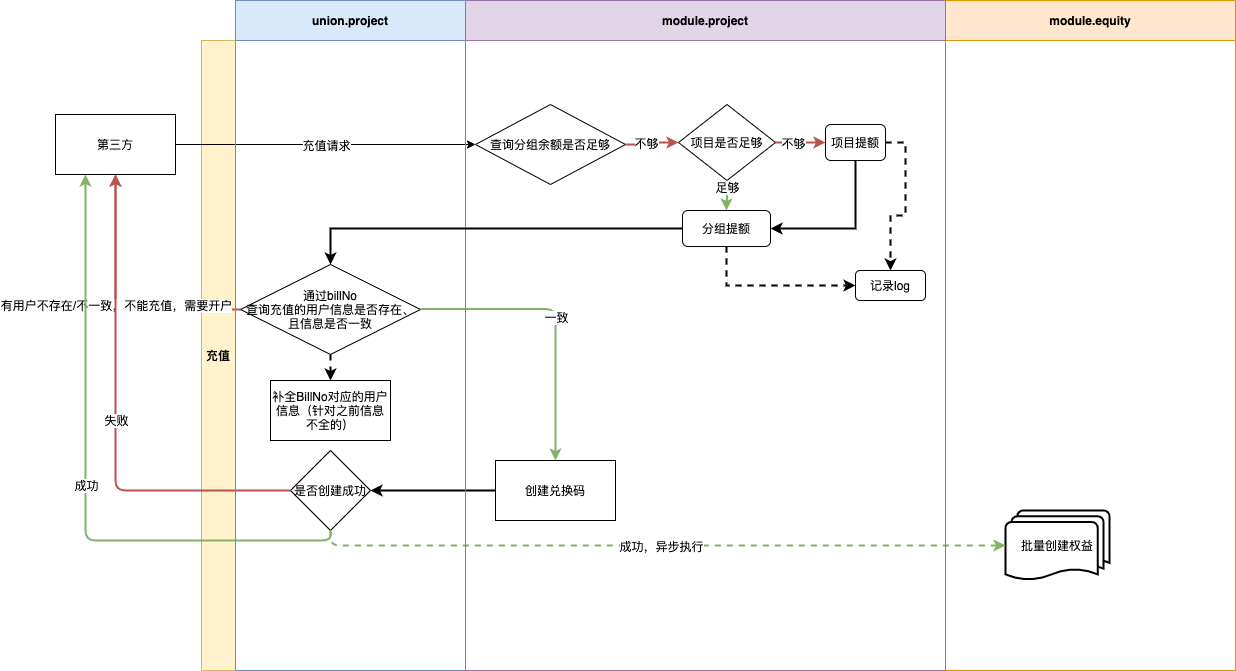 union.project
module.project
module.equity
第三方
充值请求
查询分组余额是否足够
不够
项目是否足够
不够
项目提额
足够
分组提额
记录log
有用户不存在/不一致，不能充值，需要开户
通过billNo
查询充值的用户信息是否存在、
且信息是否一致
一致
充值
补全BillNo对应的用户
信息（针对之前信息
不全的）
失败
成功
是否创建成功
创建兑换码
成功，异步执行
批量创建权益